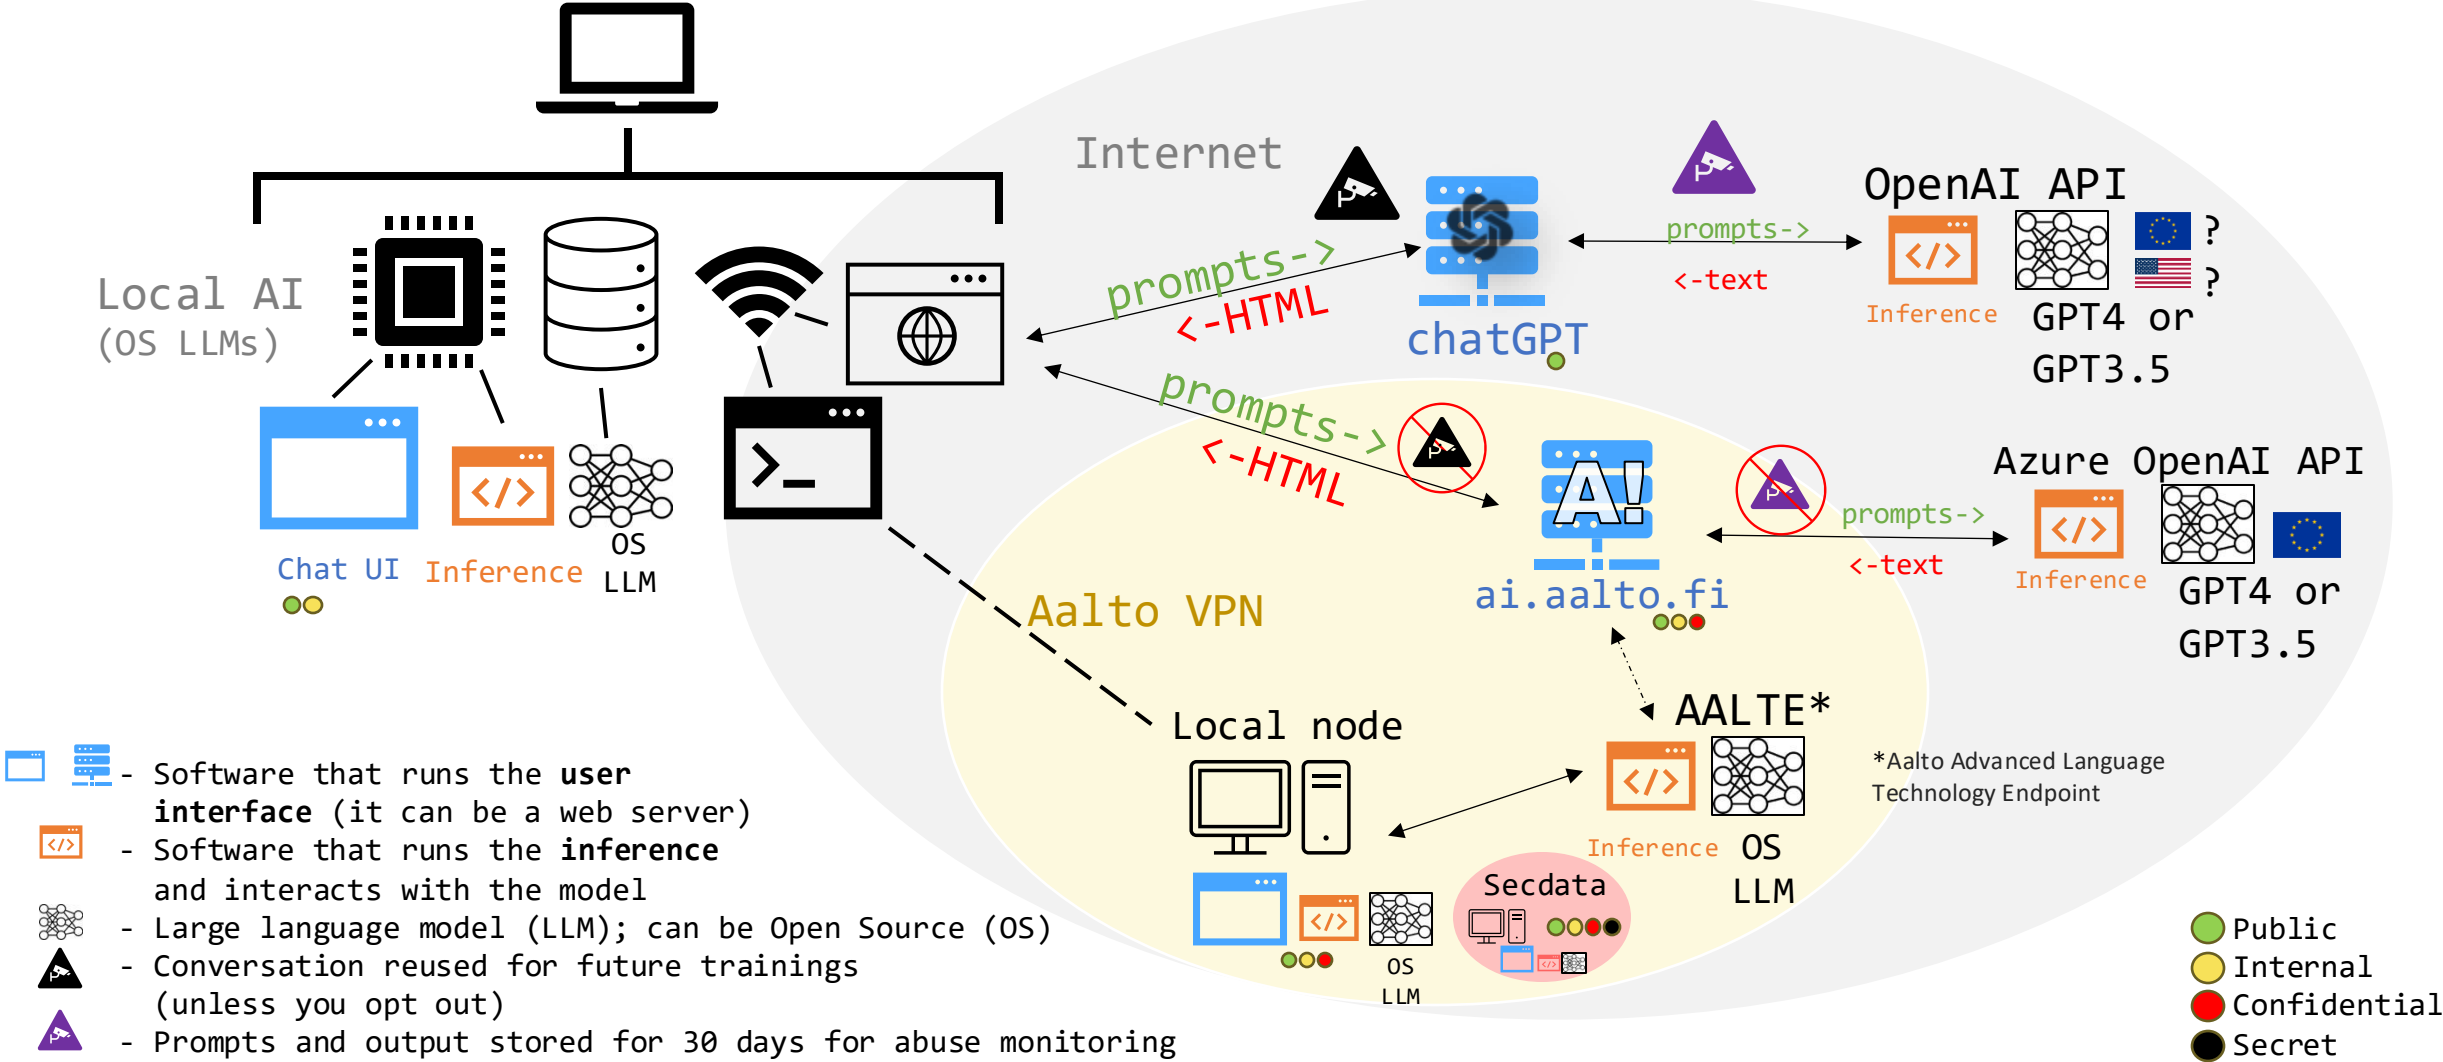 Internet
Local AI
(OS LLMs)
Chat UI
Inference
OS
LLM
>_
prompts->
<-HTML
chatGPT
prompts->
<-text
OpenAI API
</>
Inference
?
?
GPT4 or
GPT3.5
prompts->
<-HTML
A!
ai.aalto.fi
prompts->
<-text
Azure OpenAI API
</>
Inference
GPT4 or
GPT3.5
Aalto VPN
Local node
</>
OS
LLM
AALTE*
</>
Inference
OS
LLM
*Aalto Advanced Language
Technology Endpoint
Secdata
</>
</>
- Software that runs the user
interface (it can be a web server)
</>
- Software that runs the inference
and interacts with the model
- Large language model (LLM); can be Open Source (OS)
- Conversation reused for future trainings
(unless you opt out)
- Prompts and output stored for 30 days for abuse monitoring
Public
Internal
Confidential
Secret